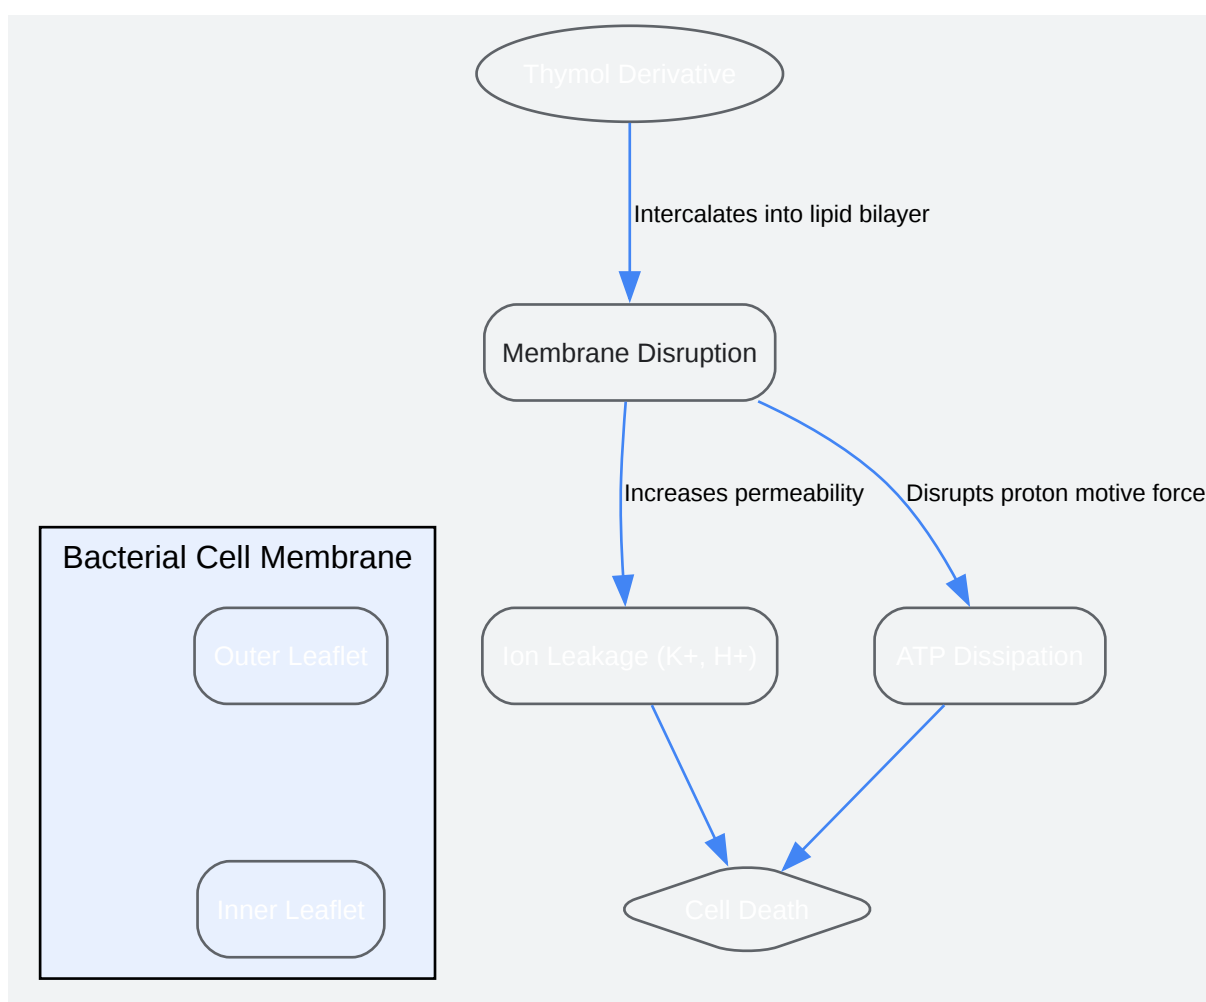 Thymol Derivative
Intercalates into lipid bilayer
Membrane Disruption
Increases permeability
Disrupts proton motive force
Bacterial Cell Membrane
Outer Leaflet
Ion Leakage (K+, H+)
ATP Dissipation
Inner Leaflet
Cell Death